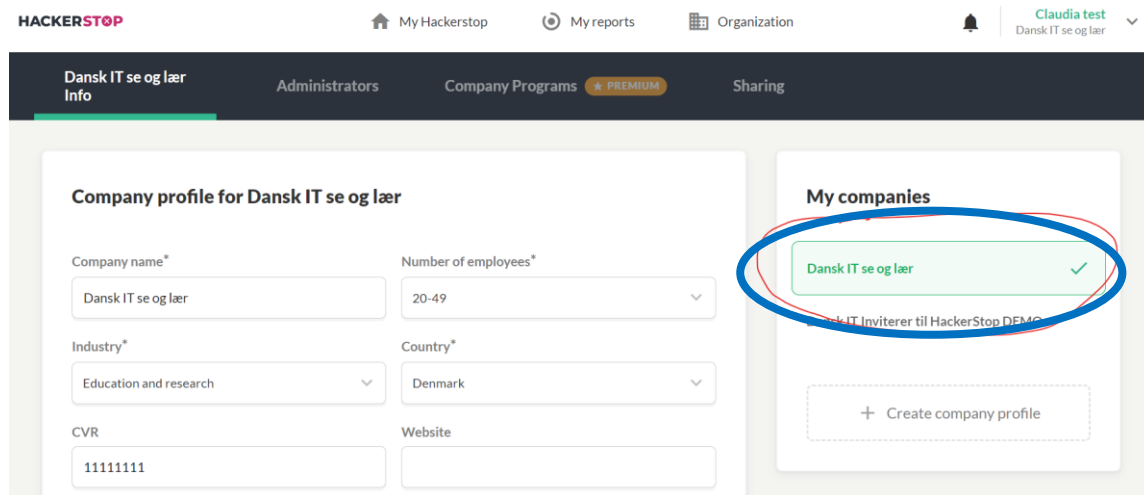 HACKERSTOP
My Hackerstop
My reports
Organization
Claudia test
Dansk IT se og lær
Dansk IT se og lær
Info
Administrators
Company Programs
PREMIUM
Sharing
Company profile for Dansk IT se og lær
Company name*
Number of employees*
Dansk IT se og lær
20-49
Industry*
Country*
Education and research
Denmark
CVR
Website
11111111
My companies
Dansk IT se og lær
Dansk IT Inviterer til HackerStop DEMO
+ Create company profile